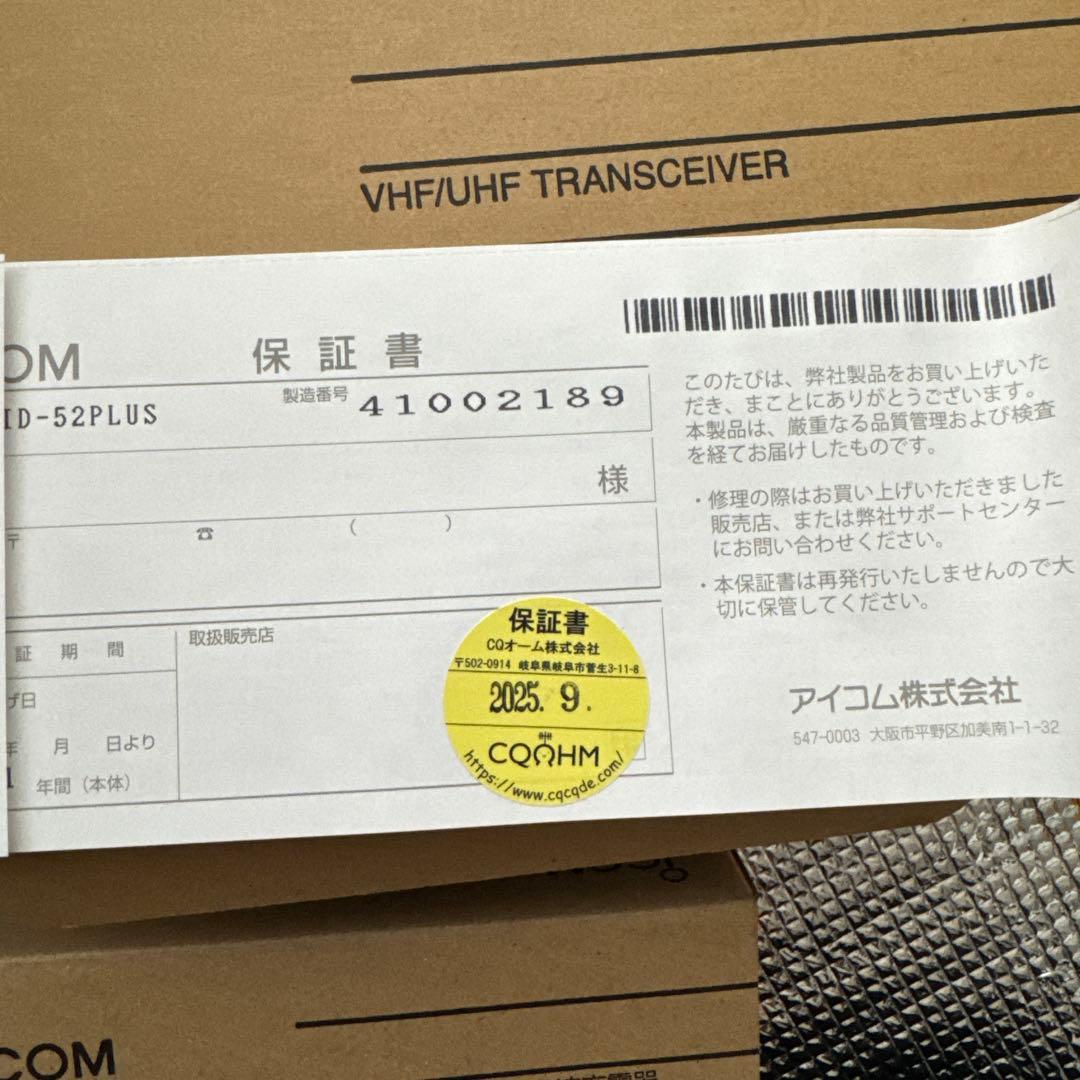 VHF/UHF TRANSCEIVER
COM
保証書
ID-52PLUS
製造番号
41002189
様
〒
☎ ( )
証 期 間
げ日
年 月 日より
1 年間（本体）
取扱販売店
保証書
CQオーム株式会社
〒502-0914 岐阜県岐阜市菅生3-11-8
2025. 9.
CQOHM
https://www.cqcqde.com/
このたびは、弊社製品をお買い上げいた
だき、まことにありがとうございます。
本製品は、厳重なる品質管理および検査
を経てお届けしたものです。
・修理の際はお買い上げいただきました
販売店、または弊社サポートセンター
にお問い合わせください。
・本保証書は再発行いたしませんので大
切に保管してください。
アイコム株式会社
547-0003 大阪市平野区加美南1-1-32
COM